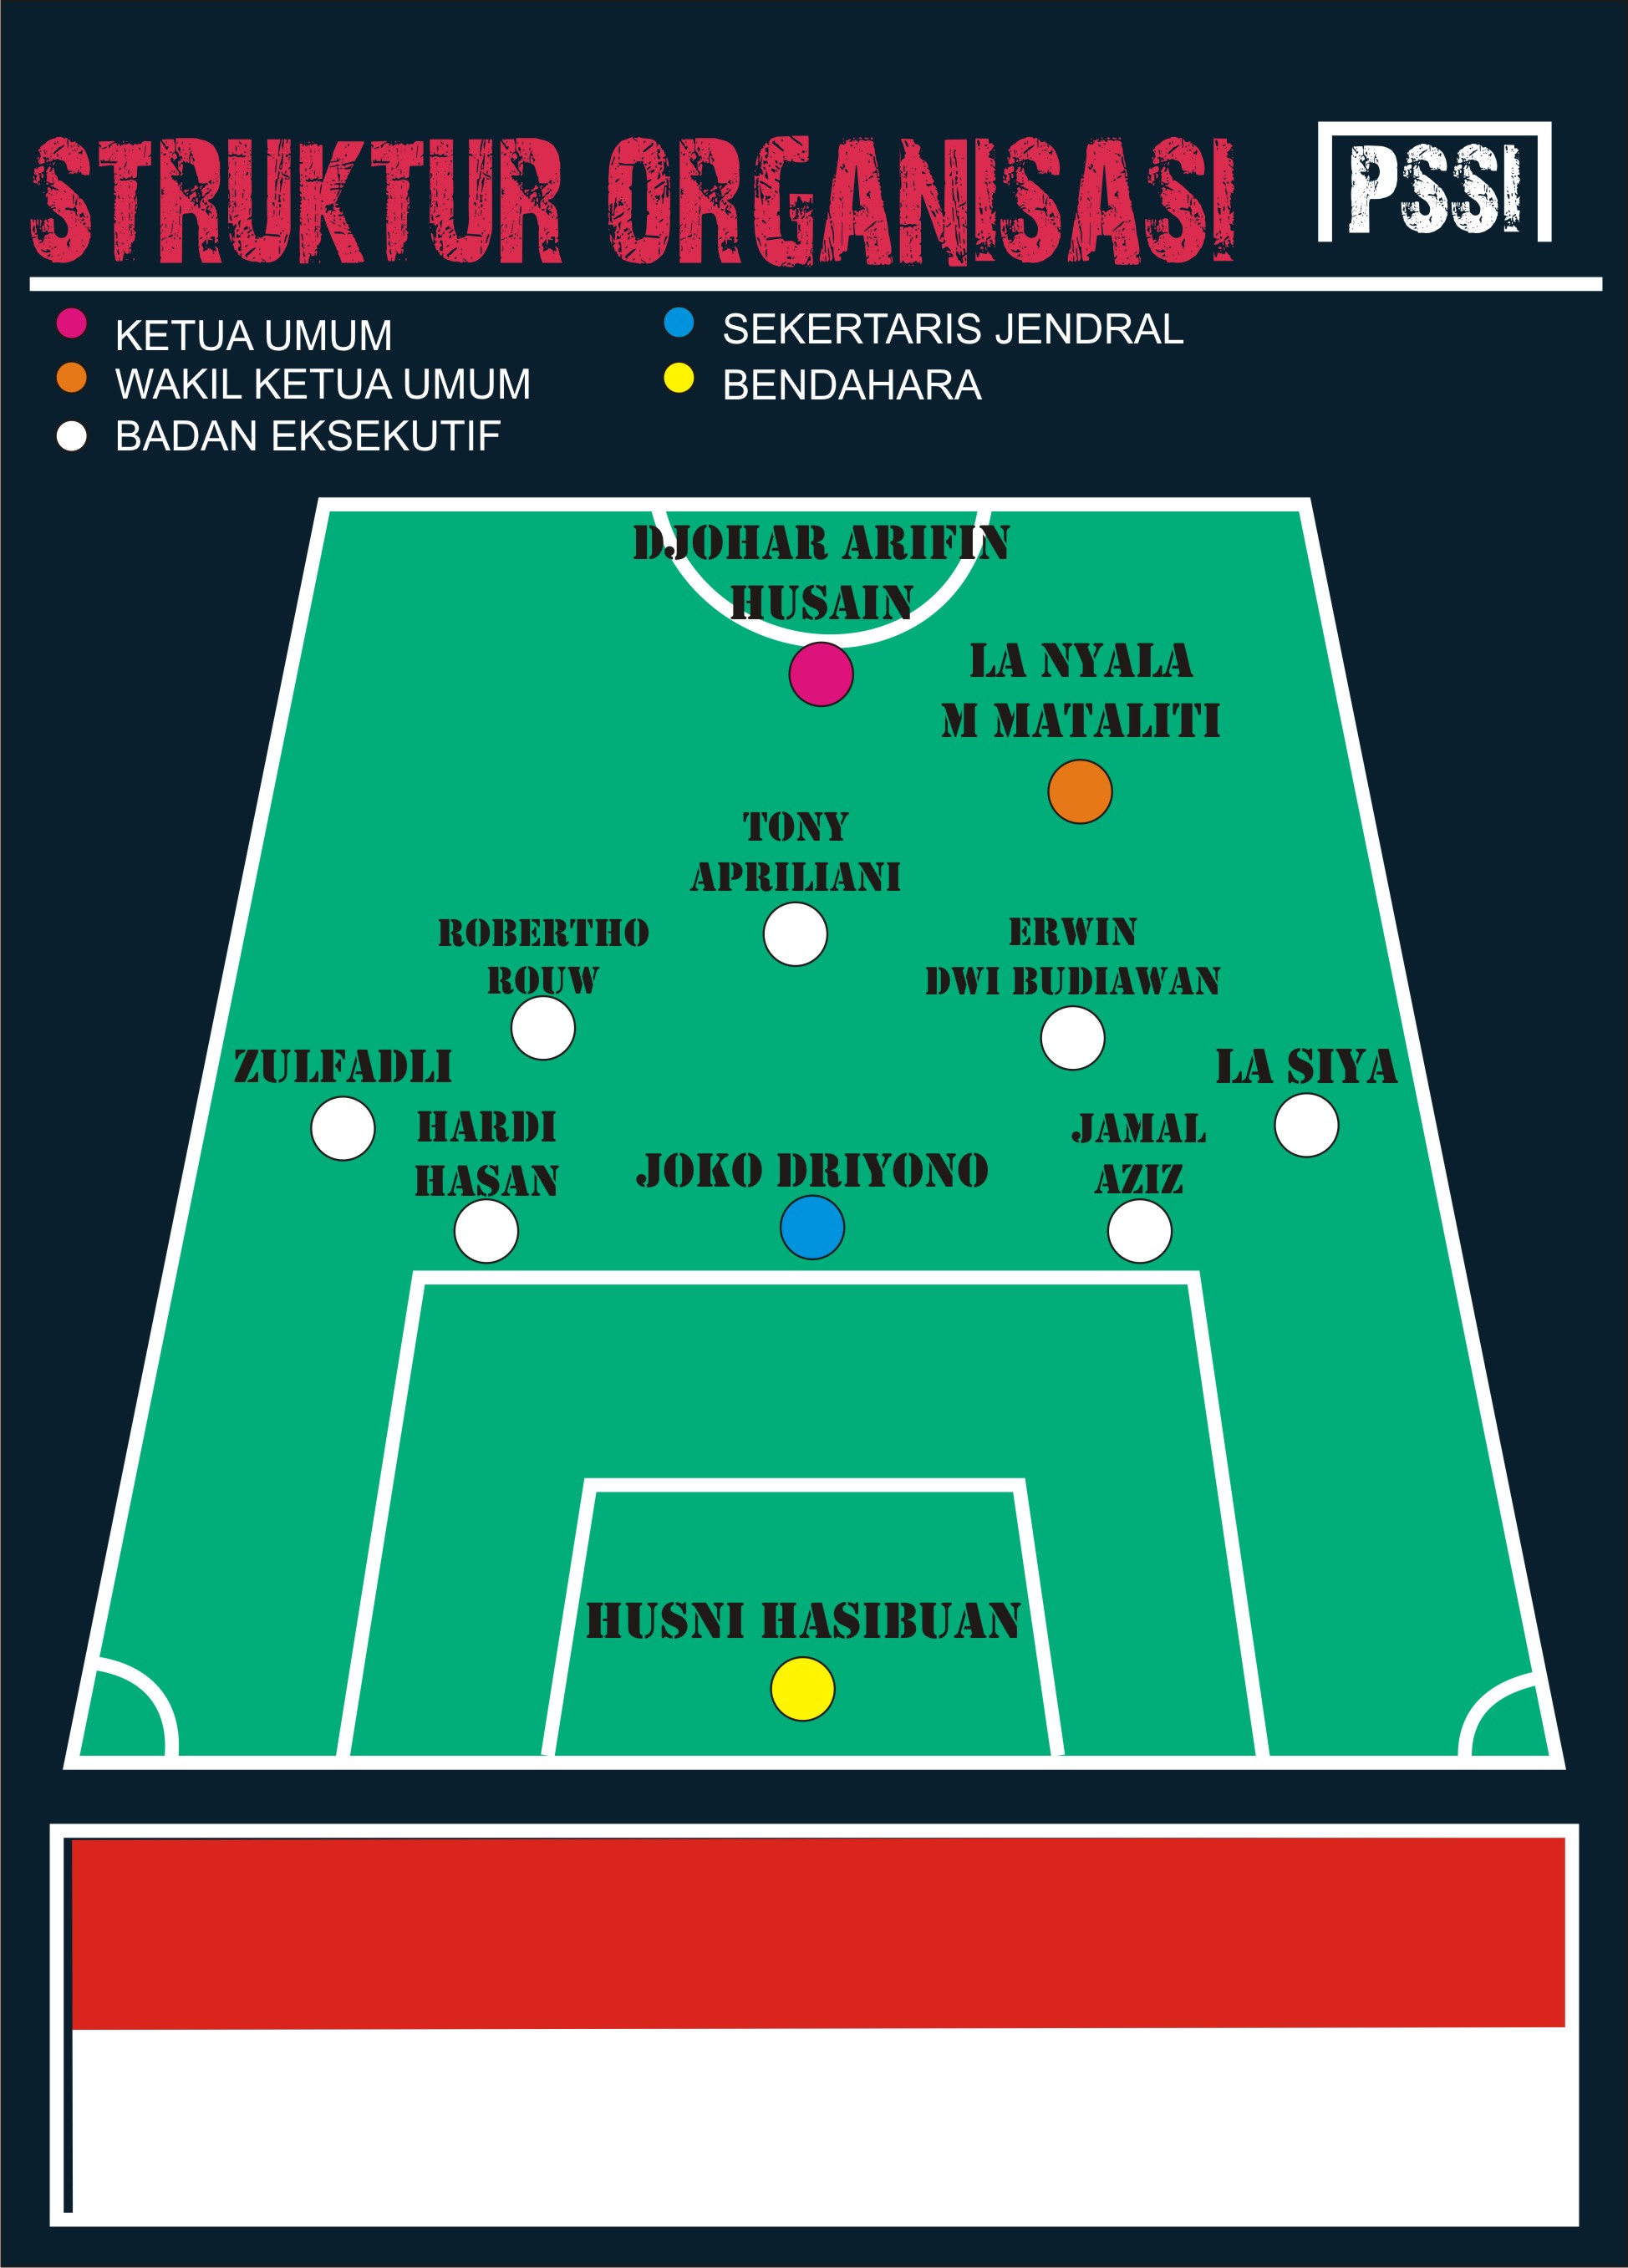 STRUKTUR ORGANISASI
PSSI
KETUA UMUM
WAKIL KETUA UMUM
BADAN EKSEKUTIF
SEKERTARIS JENDRAL
BENDAHARA
DJOHAR ARIFIN
HUSAIN
LA NYALA
M MATALITI
TONY
APRILIANI
ROBERTHO
ROUW
ERWIN
DWI BUDIAWAN
ZULFADLI
LA SIYA
HARDI
HASAN
JOKO DRIYONO
JAMAL
AZIZ
HUSNI HASIBUAN